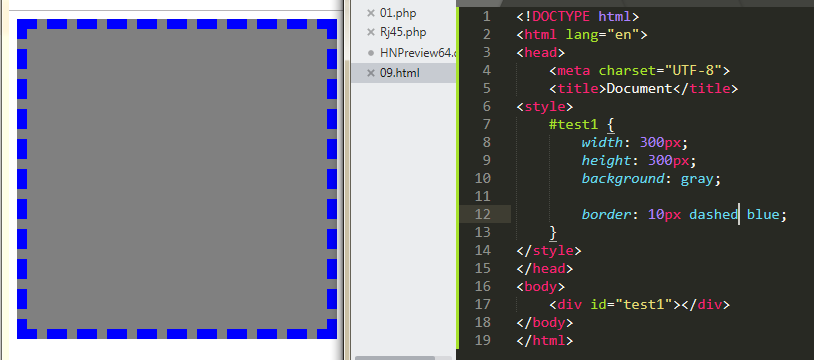 01.php
Rj45.php
HNPreview64.
09.html
1 <!DOCTYPE html>
2 <html lang="en">
3 <head>
4 <meta charset="UTF-8">
5 <title>Document</title>
6 <style>
7 #test1 {
8 width: 300px;
9 height: 300px;
10 background: gray;
11
12 border: 10px dashed blue;
13 }
14 </style>
15 </head>
16 <body>
17 <div id="test1"></div>
18 </body>
19 </html>